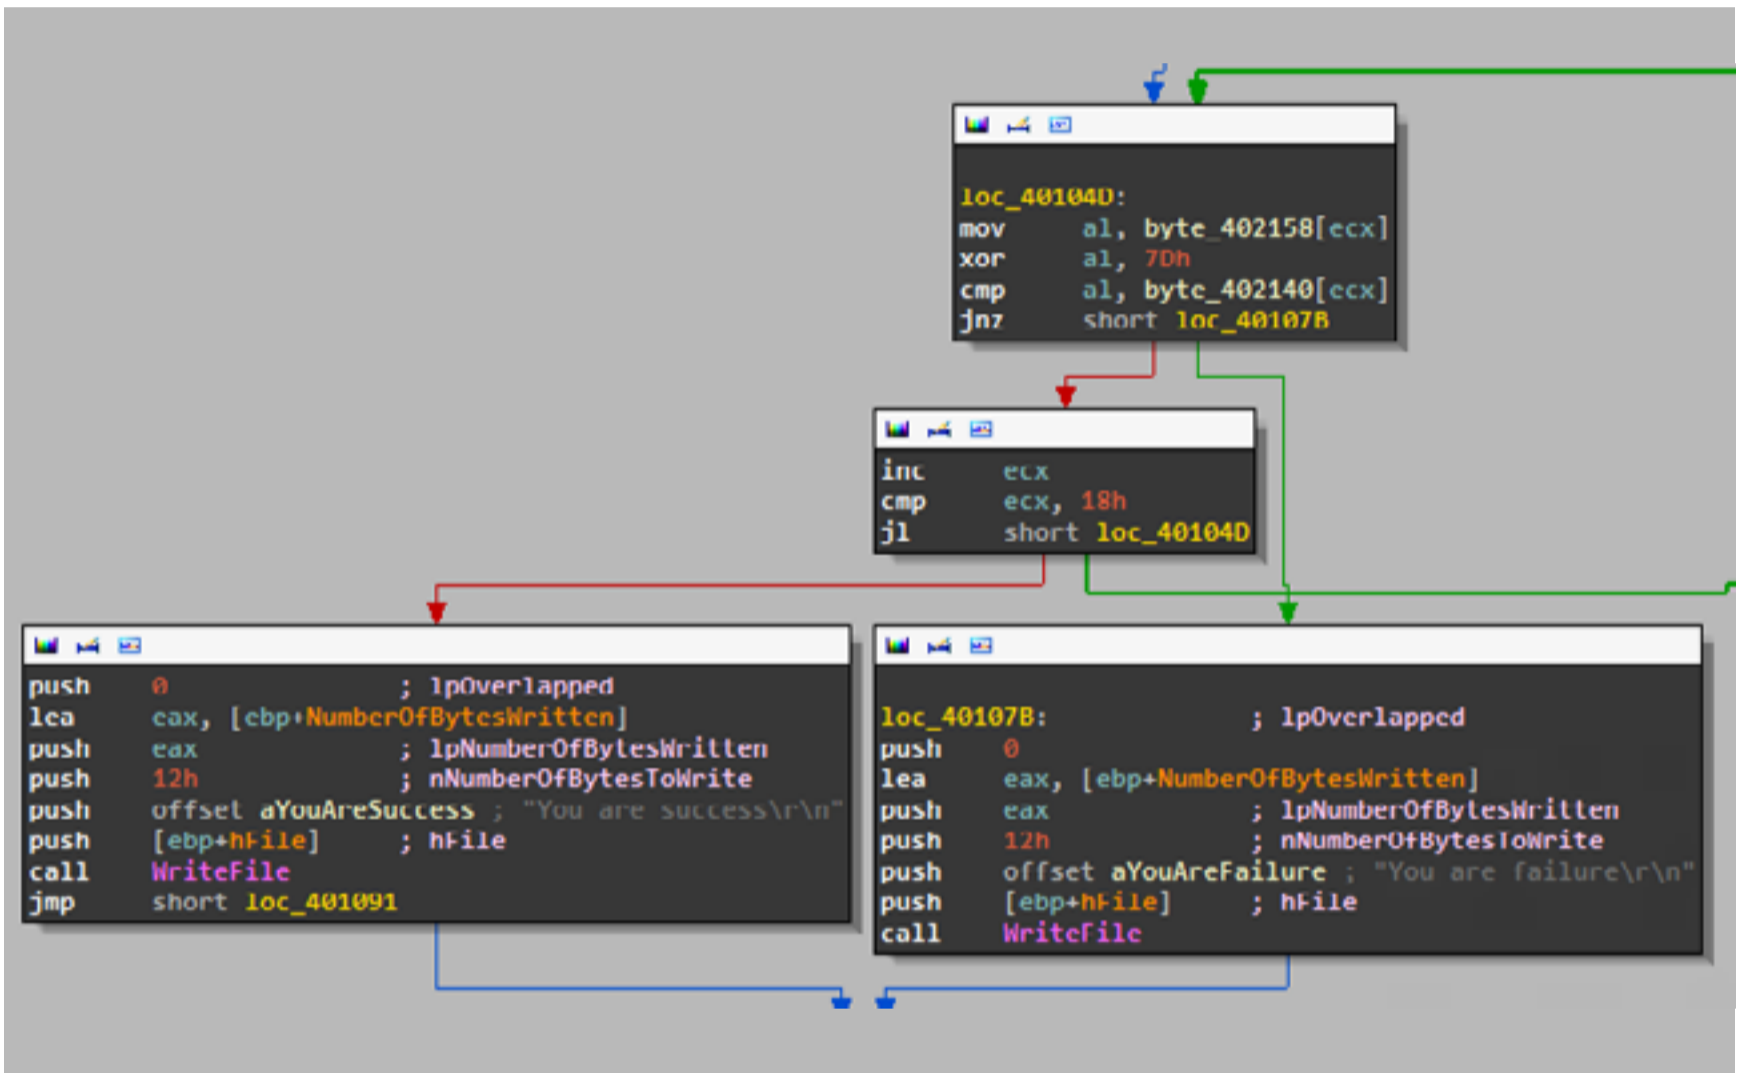 loc_40104D:
mov al, byte_402158[ecx]
xor al, 7Dh
cmp al, byte_402140[ecx]
jnz short loc_40107B
inc ecx
cmp ecx, 18h
jl short loc_40104D
push 0 ; lpOverlapped
lea eax, [ebp+NumberOfBytesWritten]
push eax ; lpNumberOfBytesWritten
push 12h ; nNumberOfBytesToWrite
push offset aYouAreSuccess ; "You are success\r\n"
push [ebp+hFile] ; hFile
call WriteFile
jmp short loc_401091
loc_40107B: ; lpOverlapped
push 0
lea eax, [ebp+NumberOfBytesWritten]
push eax ; lpNumberOfBytesWritten
push 12h ; nNumberOfBytesToWrite
push offset aYouAreFailure ; "You are failure\r\n"
push [ebp+hFile] ; hFile
call WriteFile